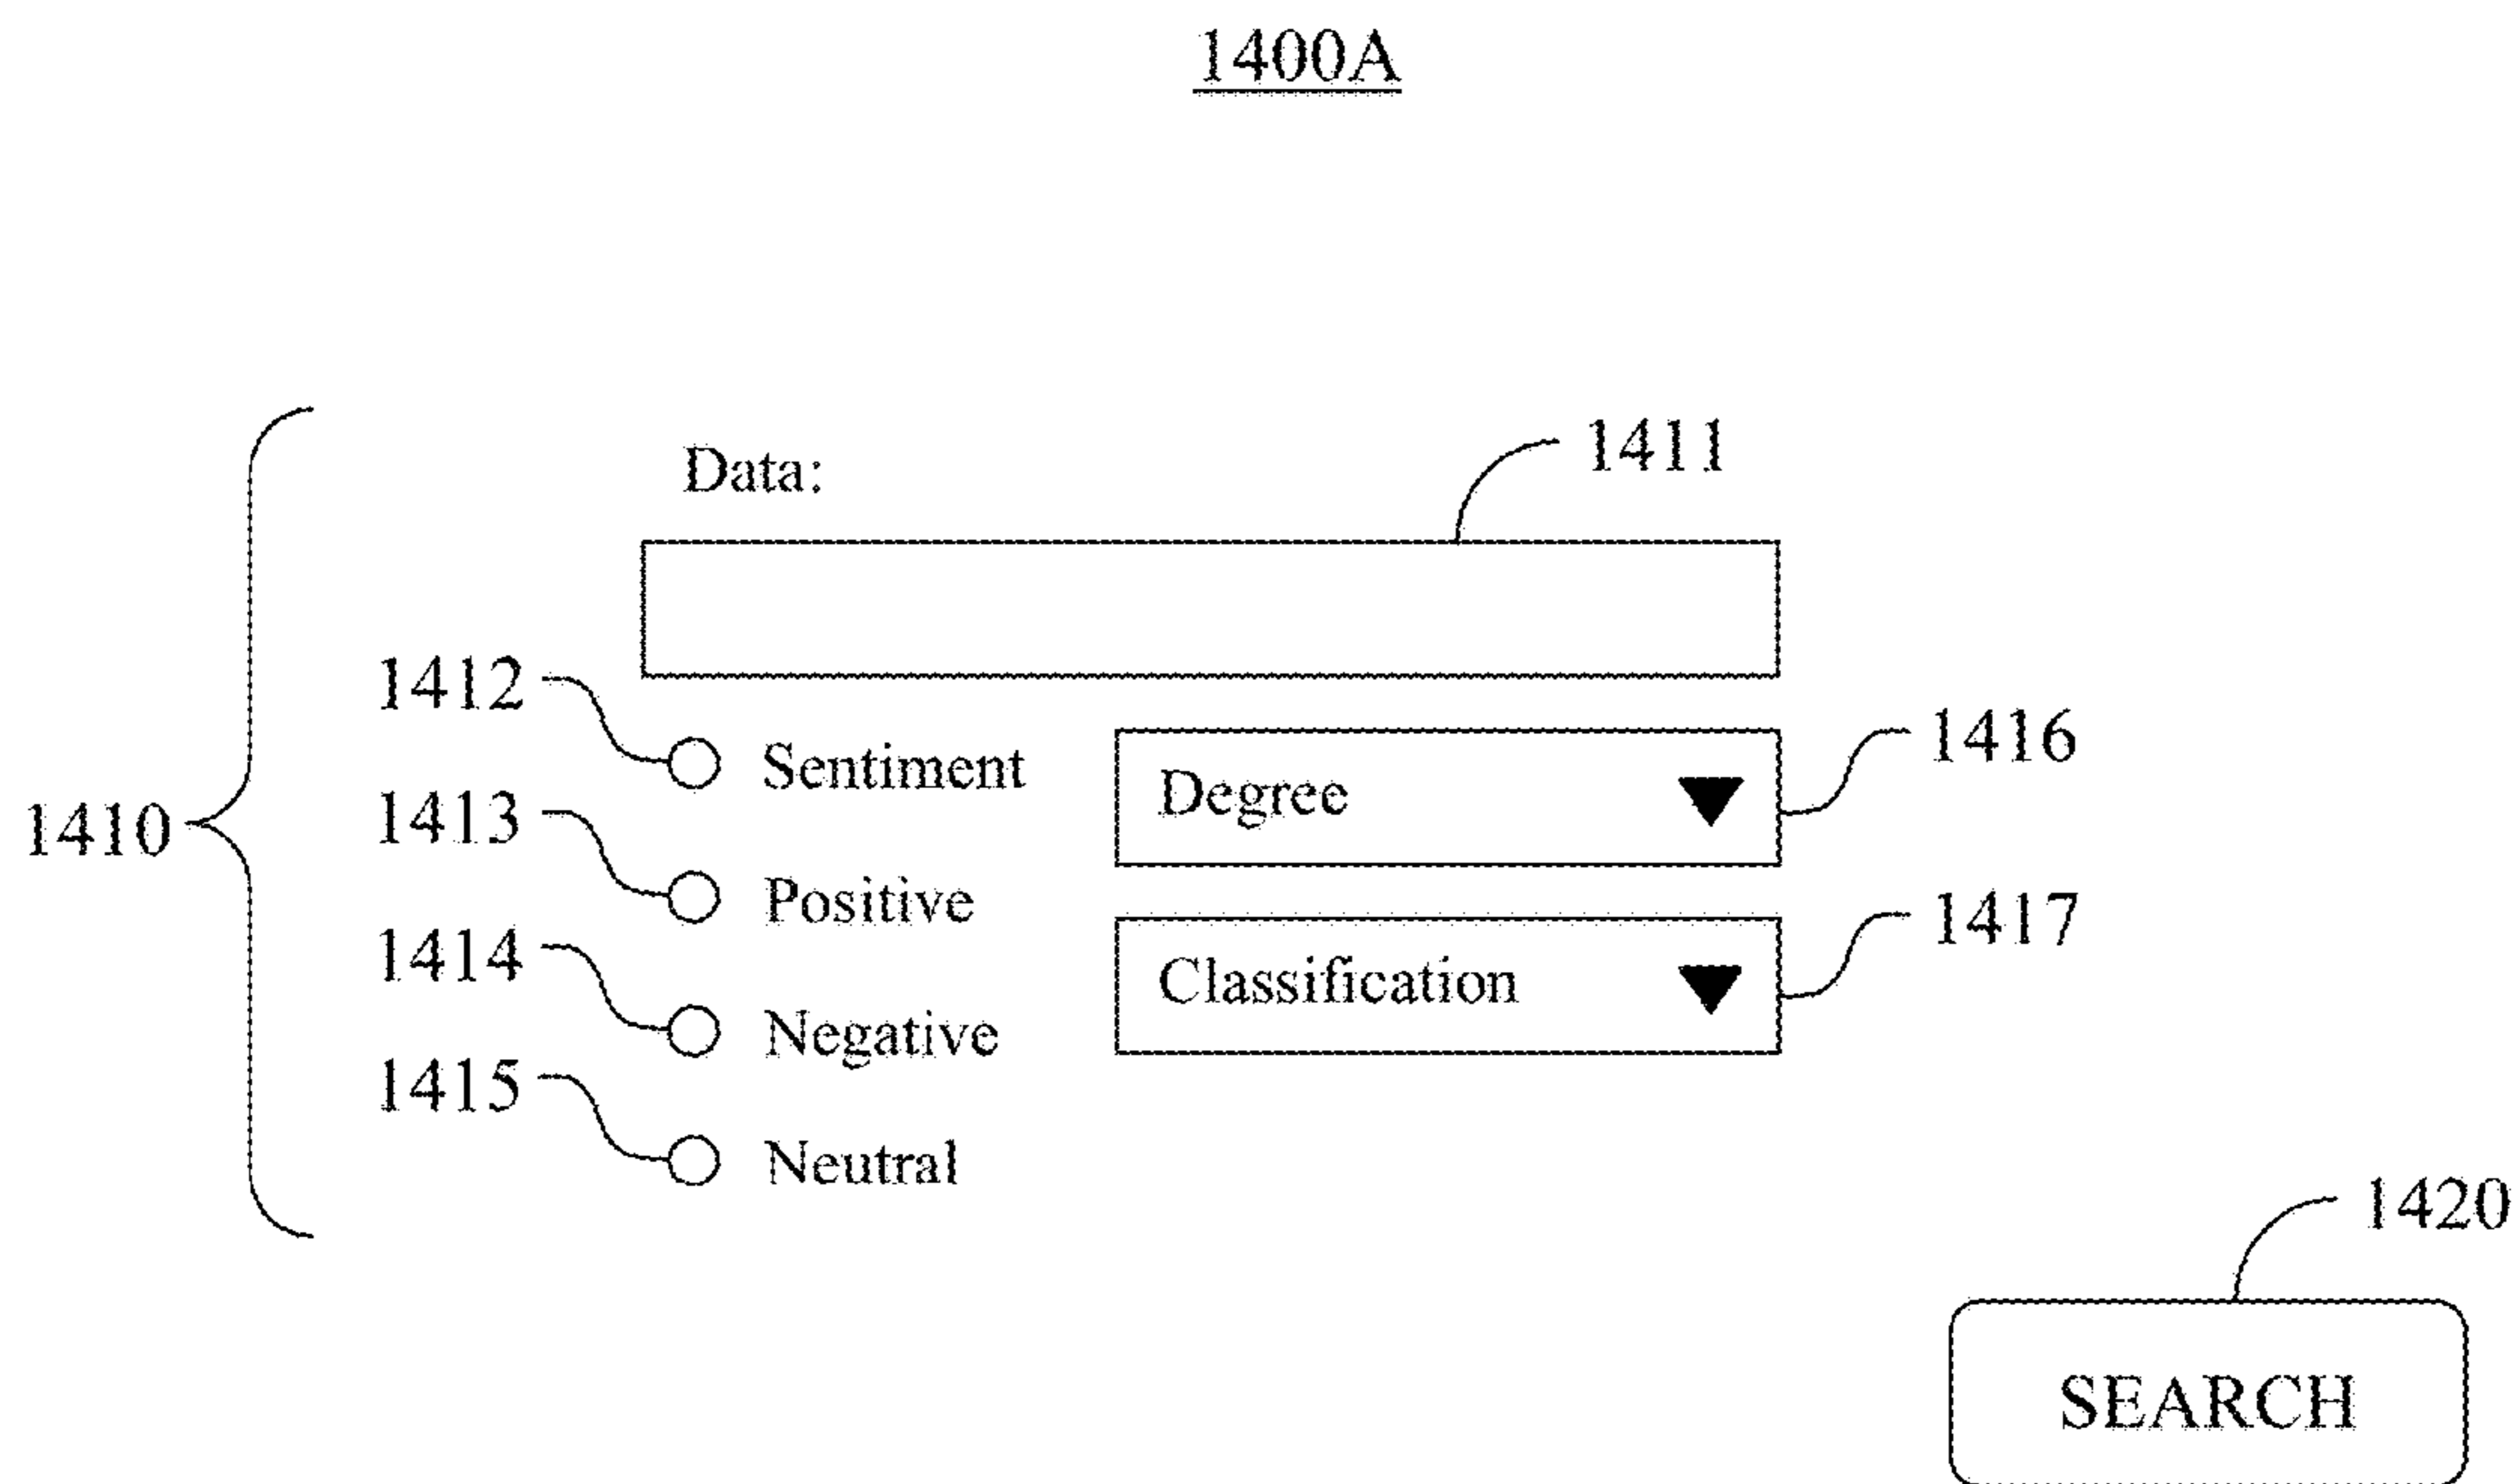 1400A
Data:
1411
1412
Sentiment
Degree
1416
1410
1413
Positive
1414
Classification
1417
Negative
1415
Neutral
1420
SEARCH